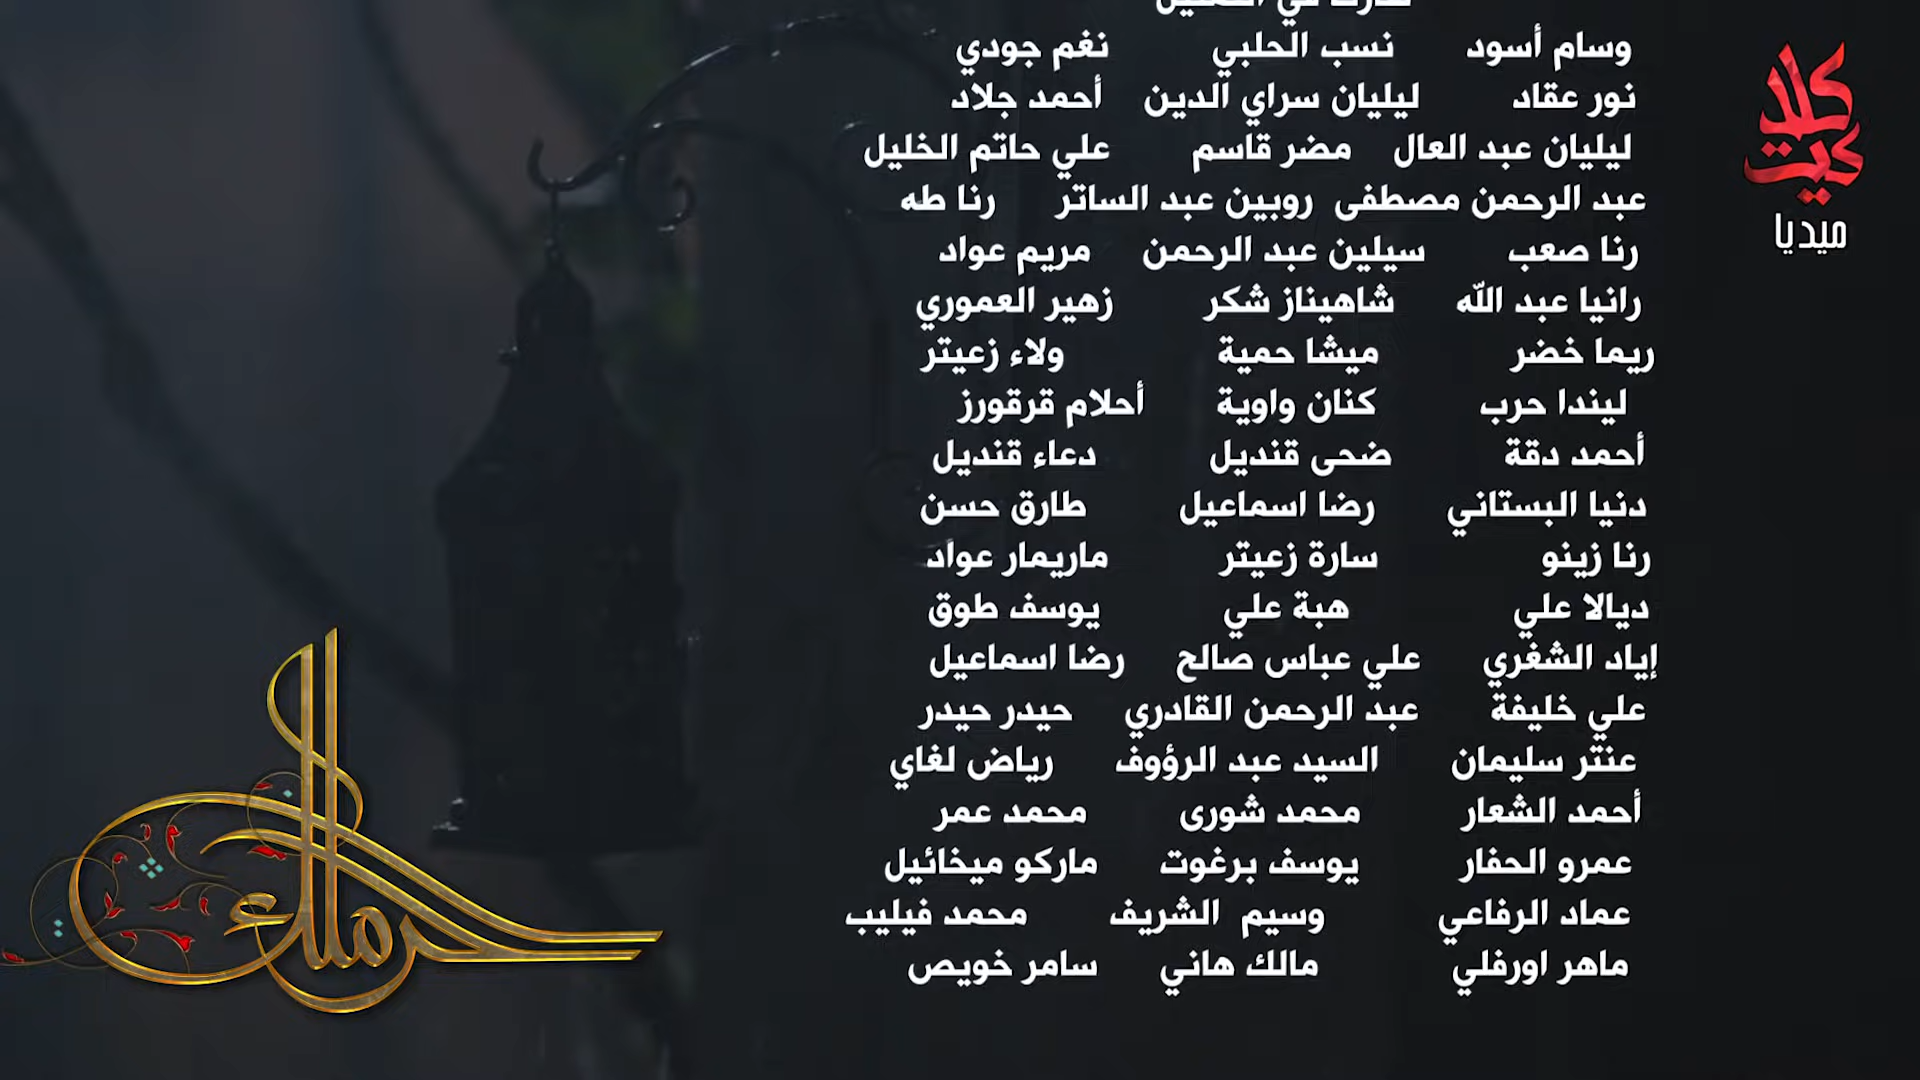 وسام أسود نسب الحلبي نغم جودي
نور عقاد ليليان سراي الدين أحمد جلاد
ليليان عبد العال مضر قاسم علي حاتم الخليل
عبد الرحمن مصطفى روبين عبد الساتر رنا طه
رنا صعب سيلين عبد الرحمن مريم عواد
رانيا عبد الله شاهيناز شكر زهير العموري
ريما خضر ميشا حمية ولاء زعيتر
ليندا حرب كنان واوية أحلام قرقورز
أحمد دقة ضحى قنديل دعاء قنديل
دنيا البستاني رضا اسماعيل طارق حسن
رنا زينو سارة زعيتر ماريمار عواد
ديالا علي هبة علي يوسف طوق
إياد الشغري علي عباس صالح رضا اسماعيل
علي خليفة عبد الرحمن القادري حيدر حيدر
عنتر سليمان السيد عبد الرؤوف رياض لغاي
أحمد الشعار محمد شورى محمد عمر
عمرو الحفار يوسف برغوت ماركو ميخائيل
عماد الرفاعي وسيم الشريف محمد فيليب
ماهر اورفلي مالك هاني سامر خويص
كلاكيت
ميديا
حرملك